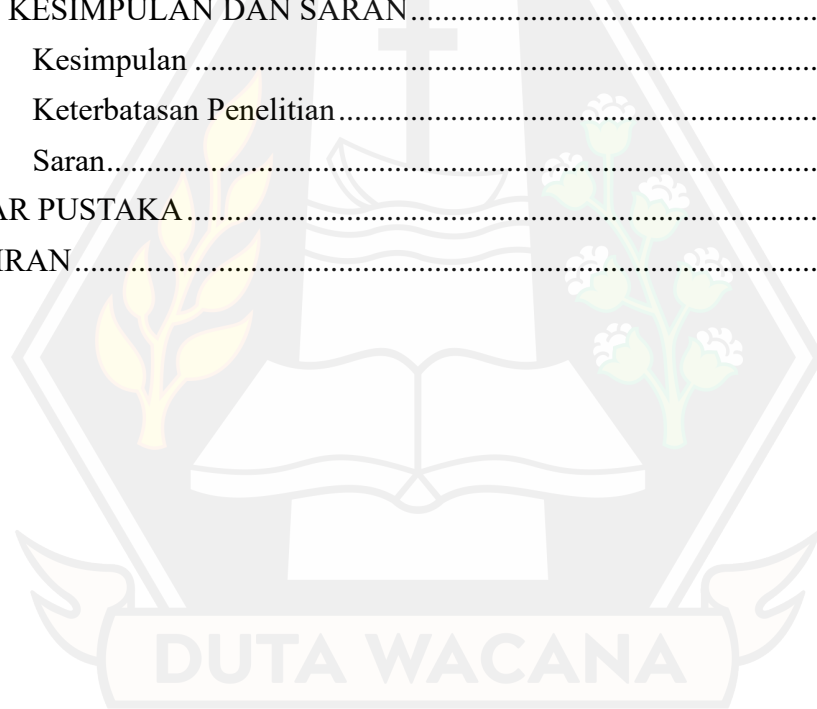 KESIMPULAN DAN SARAN................................................................
Kesimpulan ................................................................................................
Keterbatasan Penelitian..............................................................................
Saran...........................................................................................................
AR PUSTAKA................................................................................................
IRAN..............................................................................................................
DUTA WACANA